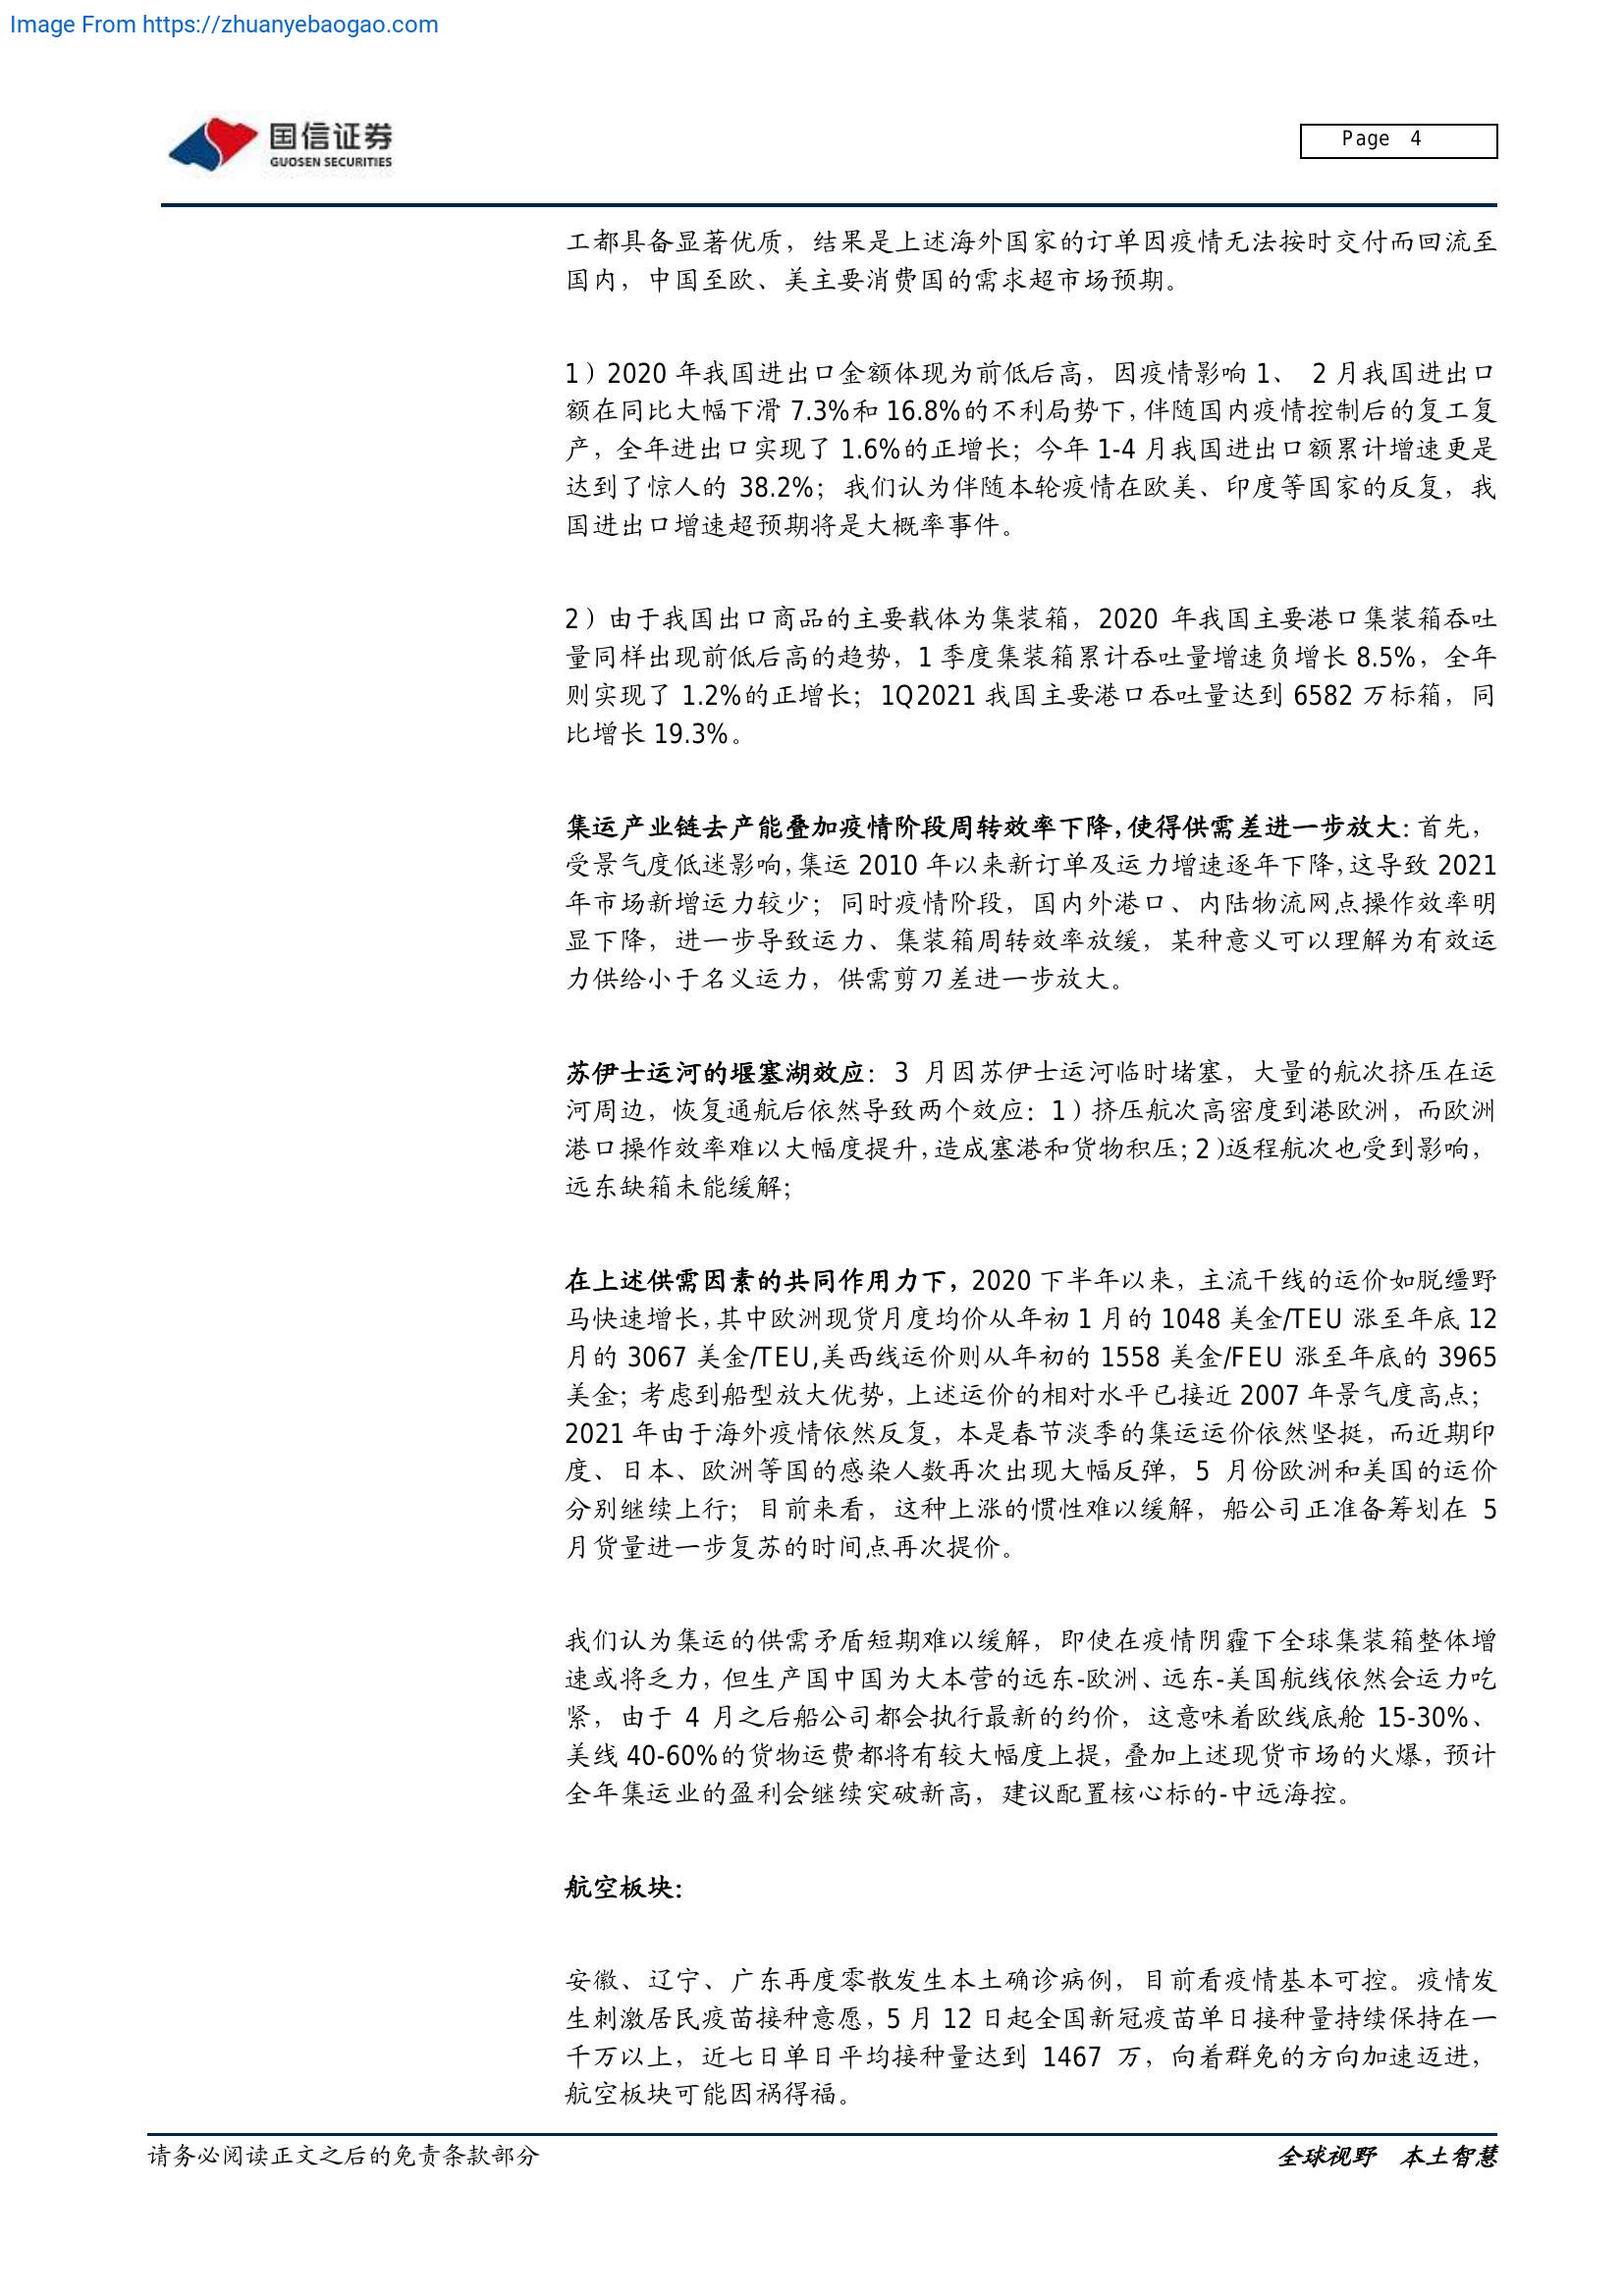 Image From https://zhuanyebaogao.com
国信证券
GUOSEN SECURITIES
Page 4
工都具备显著优质，结果是上述海外国家的订单因疫情无法按时交付而回流至
国内，中国至欧、美主要消费国的需求超市场预期。
1）2020 年我国进出口金额体现为前低后高，因疫情影响 1、 2 月我国进出口
额在同比大幅下滑 7.3%和 16.8%的不利局势下，伴随国内疫情控制后的复工复
产，全年进出口实现了 1.6%的正增长；今年 1-4 月我国进出口额累计增速更是
达到了惊人的 38.2%；我们认为伴随本轮疫情在欧美、印度等国家的反复，我
国进出口增速超预期将是大概率事件。
2）由于我国出口商品的主要载体为集装箱，2020 年我国主要港口集装箱吞吐
量同样出现前低后高的趋势，1 季度集装箱累计吞吐量增速负增长 8.5%，全年
则实现了 1.2%的正增长；1Q2021 我国主要港口吞吐量达到 6582 万标箱，同
比增长 19.3%。
集运产业链去产能叠加疫情阶段周转效率下降，使得供需差进一步放大：首先，
受景气度低迷影响，集运 2010 年以来新订单及运力增速逐年下降，这导致 2021
年市场新增运力较少；同时疫情阶段，国内外港口、内陆物流网点操作效率明
显下降，进一步导致运力、集装箱周转效率放缓，某种意义可以理解为有效运
力供给小于名义运力，供需剪刀差进一步放大。
苏伊士运河的堰塞湖效应：3 月因苏伊士运河临时堵塞，大量的航次挤压在运
河周边，恢复通航后依然导致两个效应：1）挤压航次高密度到港欧洲，而欧洲
港口操作效率难以大幅度提升，造成塞港和货物积压；2）返程航次也受到影响，
远东缺箱未能缓解；
在上述供需因素的共同作用力下，2020 下半年以来，主流干线的运价如脱缰野
马快速增长，其中欧洲现货月度均价从年初 1 月的 1048 美金/TEU 涨至年底 12
月的 3067 美金/TEU,美西线运价则从年初的 1558 美金/FEU 涨至年底的 3965
美金；考虑到船型放大优势，上述运价的相对水平已接近 2007 年景气度高点；
2021 年由于海外疫情依然反复，本是春节淡季的集运运价依然坚挺，而近期印
度、日本、欧洲等国的感染人数再次出现大幅反弹，5 月份欧洲和美国的运价
分别继续上行；目前来看，这种上涨的惯性难以缓解，船公司正准备筹划在 5
月货量进一步复苏的时间点再次提价。
我们认为集运的供需矛盾短期难以缓解，即使在疫情阴霾下全球集装箱整体增
速或将乏力，但生产国中国为大本营的远东-欧洲、远东-美国航线依然会运力吃
紧，由于 4 月之后船公司都会执行最新的约价，这意味着欧线底舱 15-30%、
美线 40-60%的货物运费都将有较大幅度上提，叠加上述现货市场的火爆，预计
全年集运业的盈利会继续突破新高，建议配置核心标的-中远海控。
航空板块：
安徽、辽宁、广东再度零散发生本土确诊病例，目前看疫情基本可控。疫情发
生刺激居民疫苗接种意愿，5 月 12 日起全国新冠疫苗单日接种量持续保持在一
千万以上，近七日单日平均接种量达到 1467 万，向着群免的方向加速迈进，
航空板块可能因祸得福。
请务必阅读正文之后的免责条款部分
全球视野 本土智慧